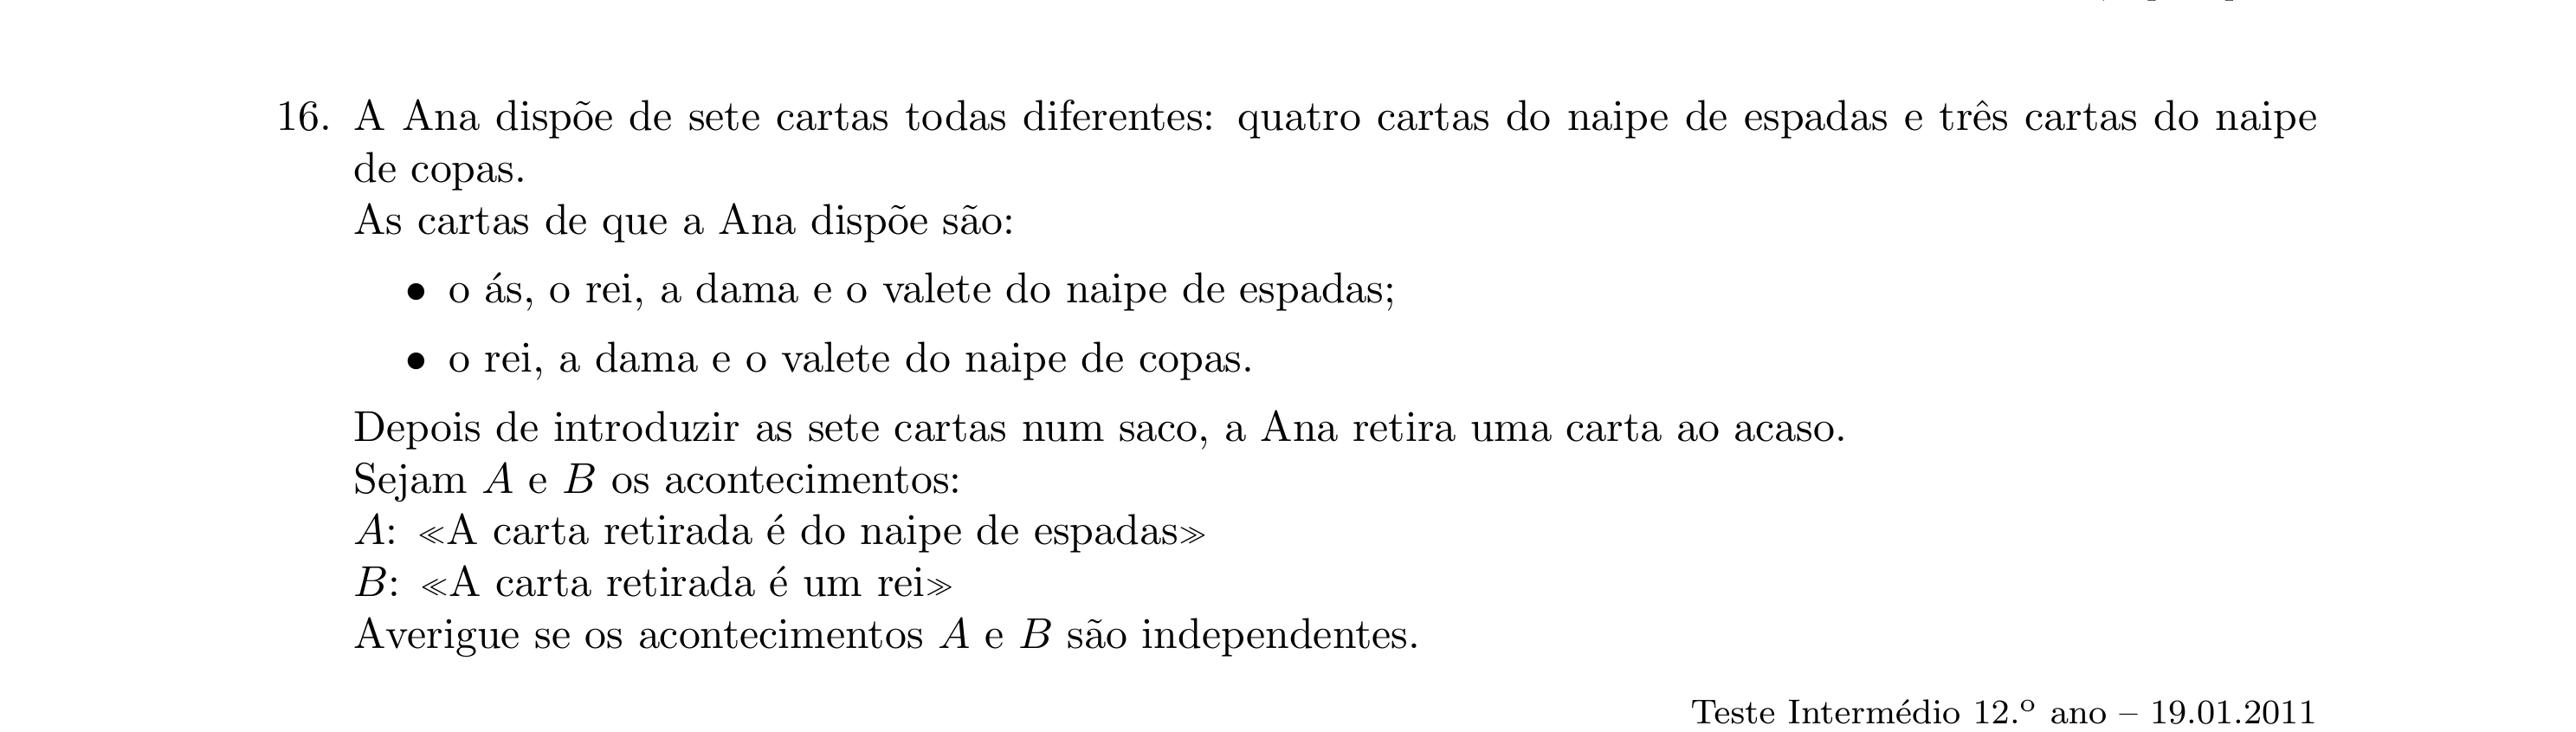 16. A Ana dispõe de sete cartas todas diferentes: quatro cartas do naipe de espadas e três cartas do naipe
de copas.
As cartas de que a Ana dispõe são:
• o ás, o rei, a dama e o valete do naipe de espadas;
• o rei, a dama e o valete do naipe de copas.
Depois de introduzir as sete cartas num saco, a Ana retira uma carta ao acaso.
Sejam A e B os acontecimentos:
A: ≪A carta retirada é do naipe de espadas≫
B: ≪A carta retirada é um rei≫
Averigue se os acontecimentos A e B são independentes.
Teste Intermédio 12.º ano – 19.01.2011